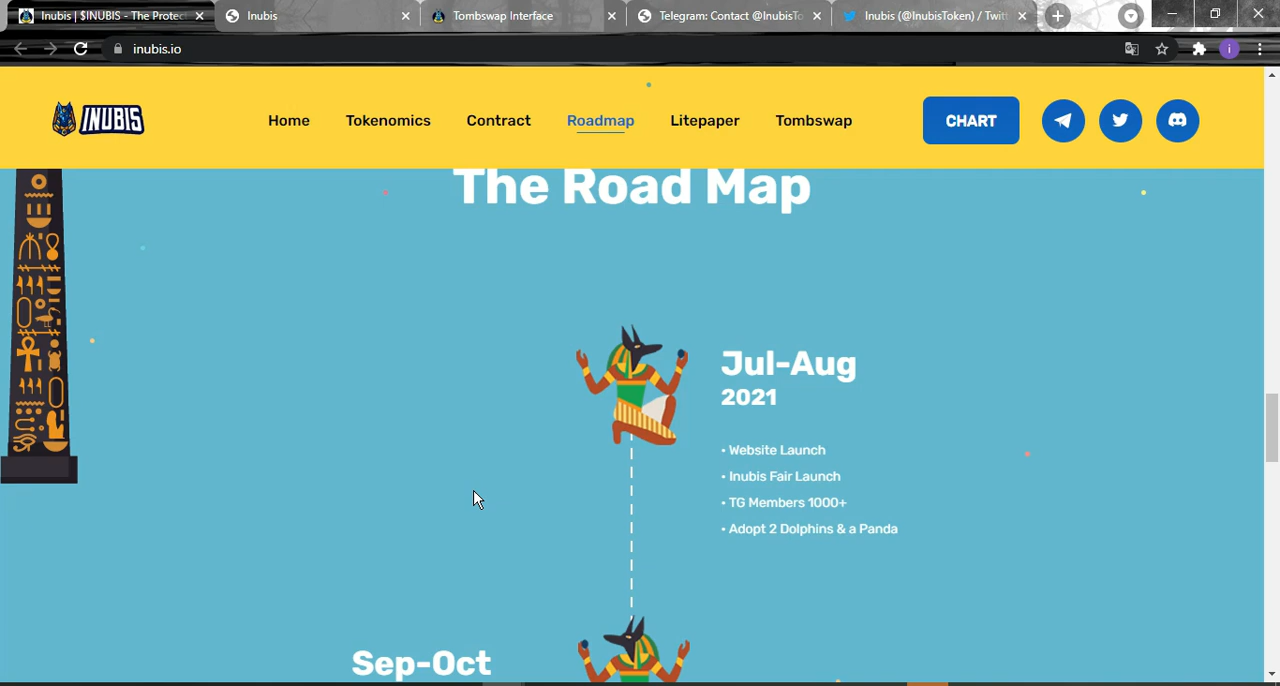 Inubis | $INUBIS - The Protec
Inubis
Tombswap Interface
Telegram: Contact @InubisTo
Inubis (@InubisToken) / Twitt
inubis.io
i
INUBIS
Home
Tokenomics
Contract
Roadmap
Litepaper
Tombswap
CHART
The Road Map
Jul-Aug
2021
• Website Launch
• Inubis Fair Launch
• TG Members 1000+
• Adopt 2 Dolphins & a Panda
Sep-Oct